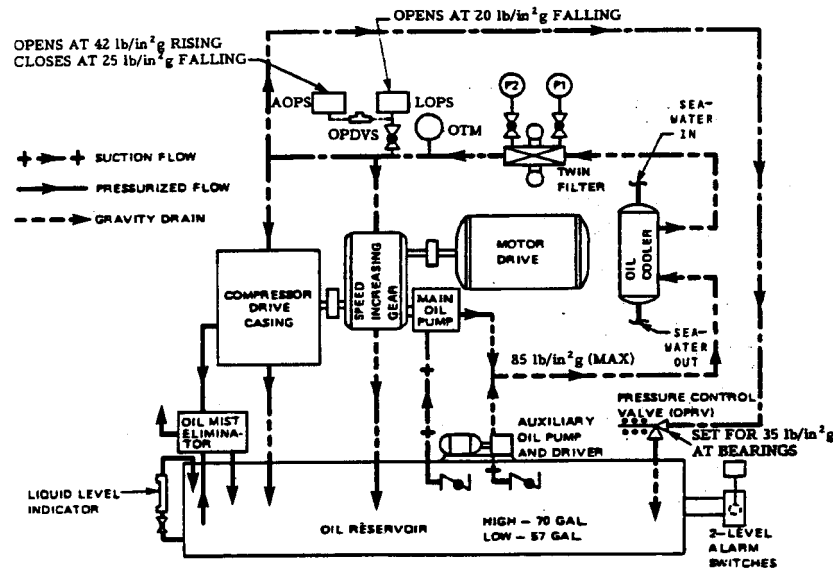 OPENS AT 20 lb/in²g FALLING
OPENS AT 42 lb/in²g RISING
CLOSES AT 25 lb/in²g FALLING
AOPS
LOPS
P2
P1
OPDVS
OTM
SEA-
WATER
IN
TWIN
FILTER
SUCTION FLOW
PRESSURIZED FLOW
GRAVITY DRAIN
COMPRESSOR
DRIVE
CASING
SPEED
INCREASING
GEAR
MOTOR
DRIVE
MAIN
OIL
PUMP
OIL
COOLER
SEA-
WATER
OUT
85 lb/in²g (MAX)
PRESSURE CONTROL
VALVE (OPRV)
SET FOR 35 lb/in²g
AT BEARINGS
OIL MIST
ELIMINA-
TOR
AUXILIARY
OIL PUMP
AND DRIVER
LIQUID LEVEL
INDICATOR
OIL RESERVOIR
HIGH – 70 GAL.
LOW – 57 GAL.
2–LEVEL
ALARM
SWITCHES